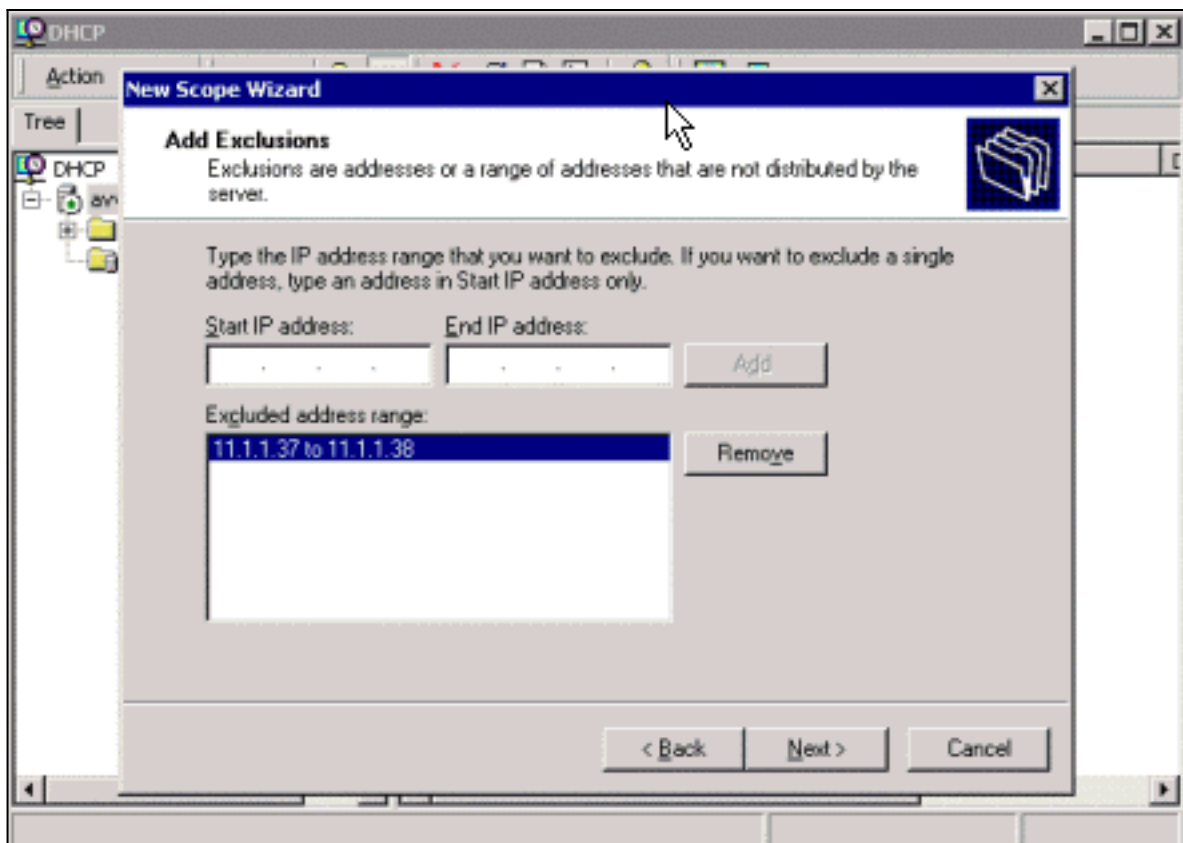 DHCP
Action
New Scope Wizard
Tree
Add Exclusions
Exclusions are addresses or a range of addresses that are not distributed by the
server.
DHCP
Type the IP address range that you want to exclude. If you want to exclude a single
address, type an address in Start IP address only.
Start IP address:
End IP address:
Add
Excluded address range:
11.1.1.37 to 11.1.1.38
Remove
< Back
Next >
Cancel